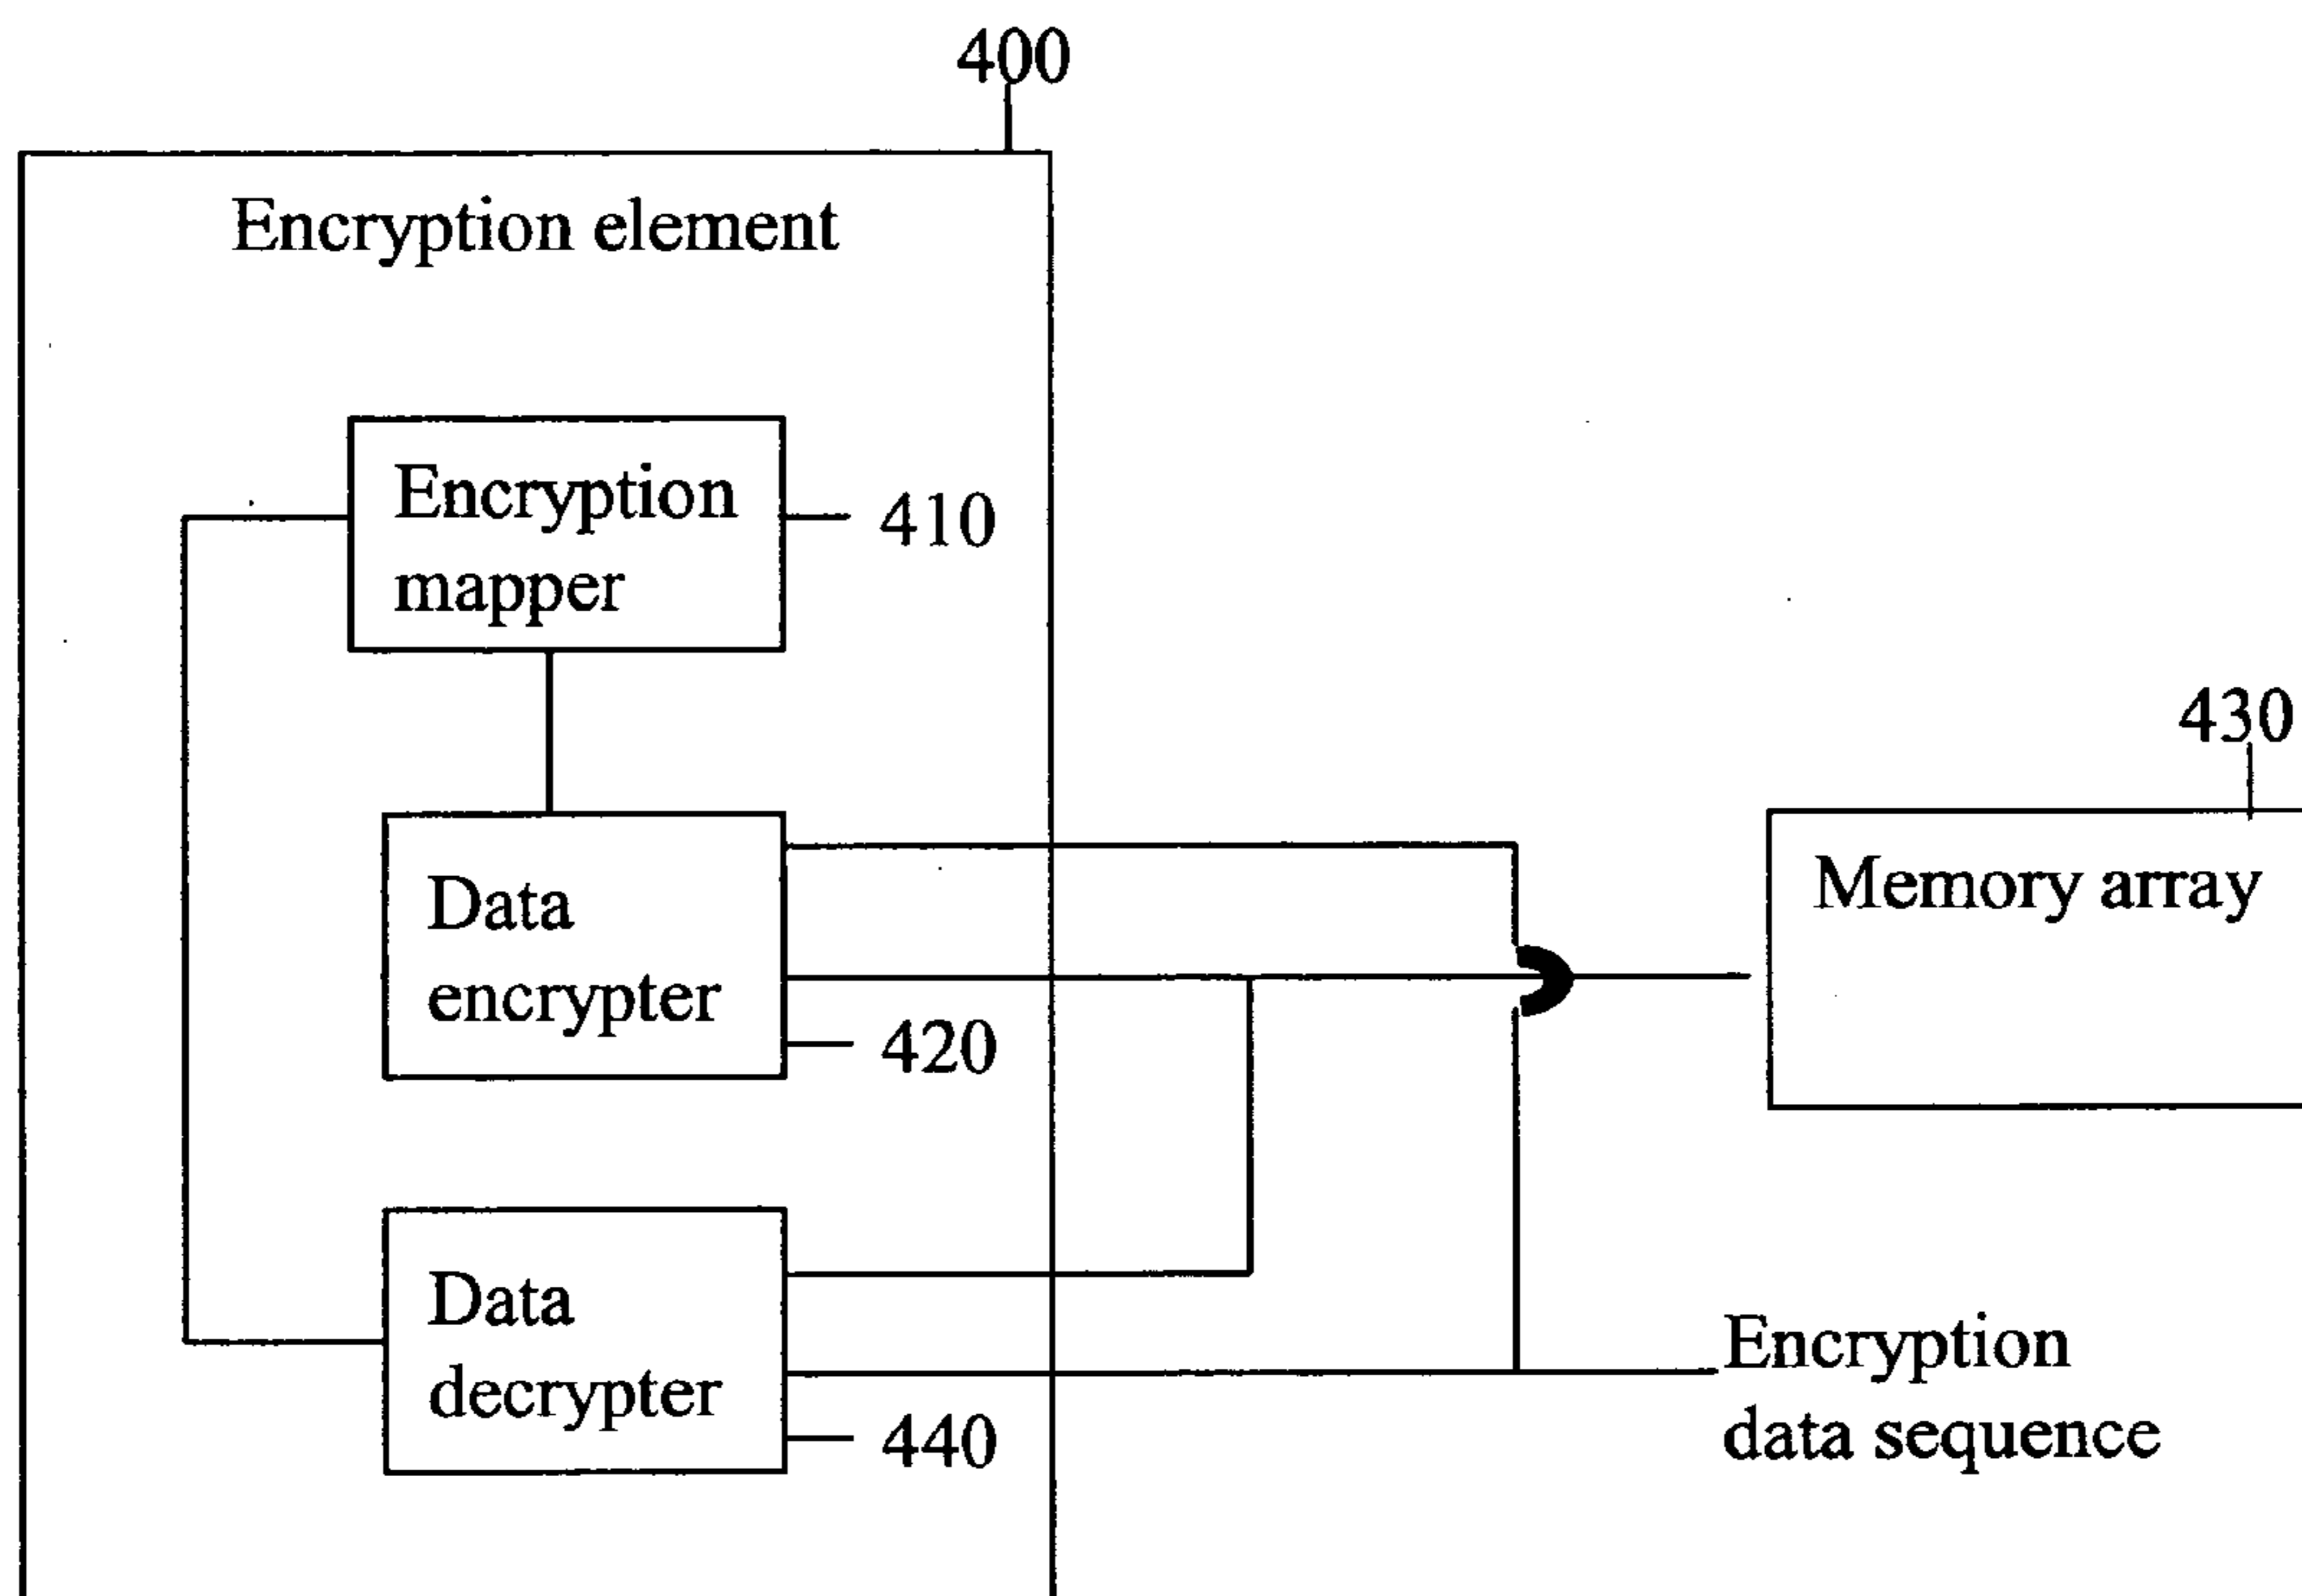 400
Encryption element
Encryption
mapper
410
430
Memory array
Data
encrypter
420
Data
decrypter
440
Encryption
data sequence